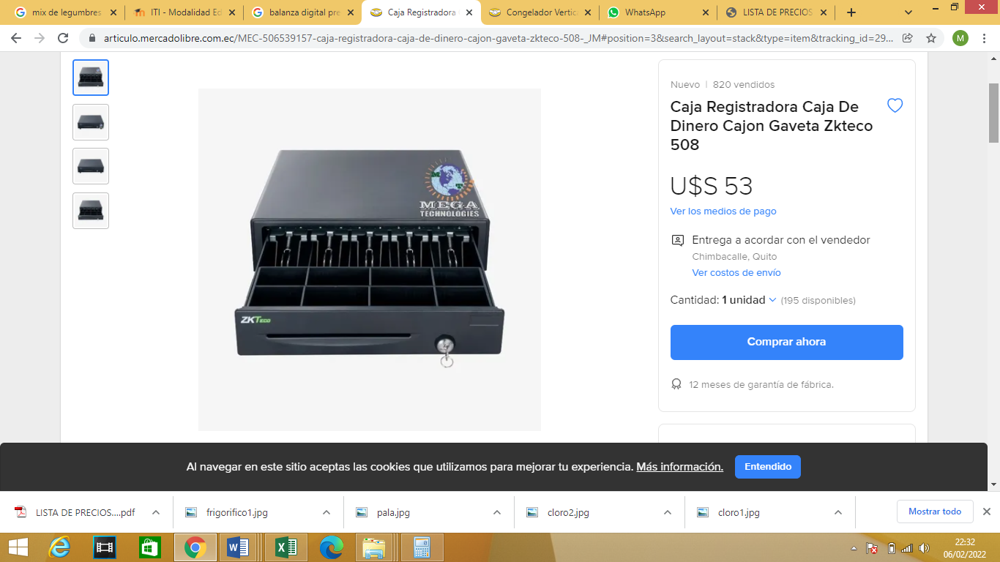 mix de legumbres
ITI - Modalidad Ed
balanza digital pre
Caja Registradora
Congelador Vertic
WhatsApp
LISTA DE PRECIOS
articulo.mercadolibre.com.ec/MEC-506539157-caja-registradora-caja-de-dinero-cajon-gaveta-zkteco-508-_JM#position=3&search_layout=stack&type=item&tracking_id=29...
M
Nuevo | 820 vendidos
Caja Registradora Caja De
Dinero Cajon Gaveta Zkteco
508
U$S 53
Ver los medios de pago
Entrega a acordar con el vendedor
Chimbacalle, Quito
Ver costos de envío
Cantidad: 1 unidad (195 disponibles)
Comprar ahora
12 meses de garantía de fábrica.
M T
MEGA
TECHNOLOGIES
ZKTeco
Al navegar en este sitio aceptas las cookies que utilizamos para mejorar tu experiencia. Más información.
Entendido
LISTA DE PRECIOS....pdf
frigorifico1.jpg
pala.jpg
cloro2.jpg
cloro1.jpg
Mostrar todo
22:32
06/02/2022